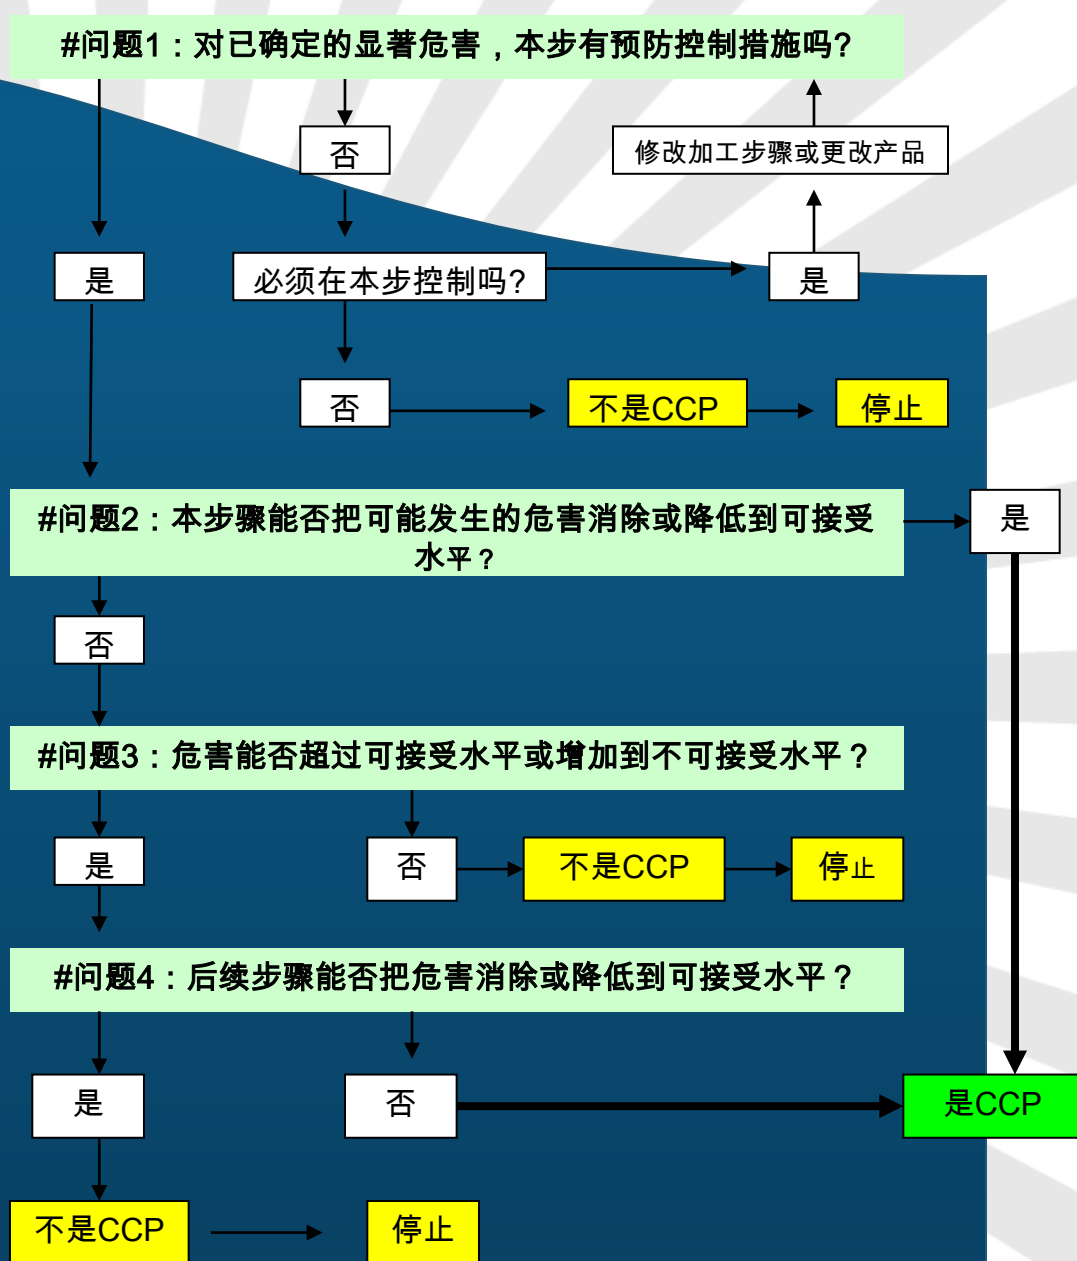 #问题1：对已确定的显著危害，本步有预防控制措施吗?
否
修改加工步骤或更改产品
是
必须在本步控制吗?
是
否
不是CCP
停止
#问题2：本步骤能否把可能发生的危害消除或降低到可接受
水平？
是
否
#问题3：危害能否超过可接受水平或增加到不可接受水平？
是
否
不是CCP
停止
#问题4：后续步骤能否把危害消除或降低到可接受水平？
是
否
是CCP
不是CCP
停止